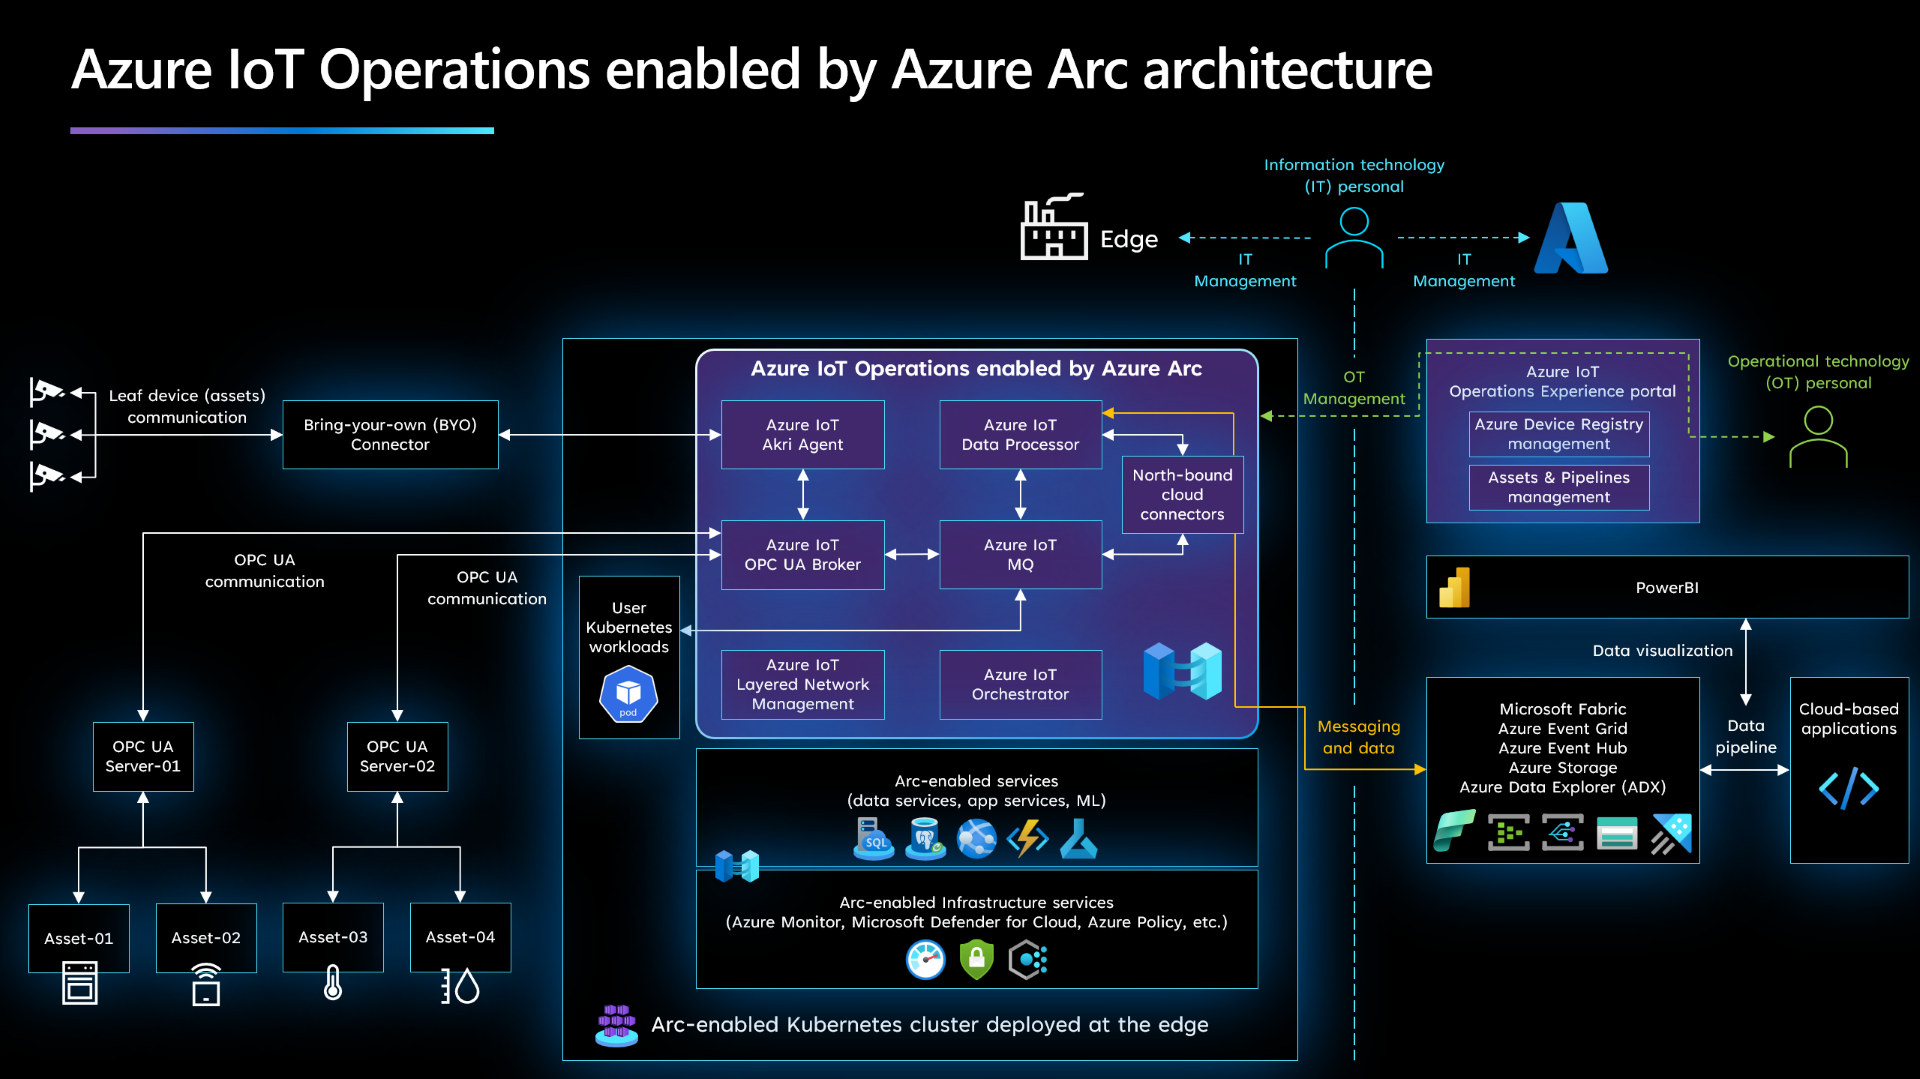 Azure IoT Operations enabled by Azure Arc architecture
Information technology
(IT) personal
Edge
IT
Management
IT
Management
Leaf device (assets)
communication
Bring-your-own (BYO)
Connector
Azure IoT Operations enabled by Azure Arc
Azure IoT
Akri Agent
Azure IoT
Data Processor
North-bound
cloud
connectors
Azure IoT
OPC UA Broker
Azure IoT
MQ
Azure IoT
Layered Network
Management
Azure IoT
Orchestrator
OT
Management
Azure IoT
Operations Experience portal
Azure Device Registry
management
Assets & Pipelines
management
Operational technology
(OT) personal
OPC UA
communication
OPC UA
communication
User
Kubernetes
workloads
pod
PowerBI
Data visualization
OPC UA
Server-01
OPC UA
Server-02
Messaging
and data
Microsoft Fabric
Azure Event Grid
Azure Event Hub
Azure Storage
Azure Data Explorer (ADX)
Data
pipeline
Cloud-based
applications
Arc-enabled services
(data services, app services, ML)
SQL
Arc-enabled Infrastructure services
(Azure Monitor, Microsoft Defender for Cloud, Azure Policy, etc.)
Asset-01
Asset-02
Asset-03
Asset-04
Arc-enabled Kubernetes cluster deployed at the edge